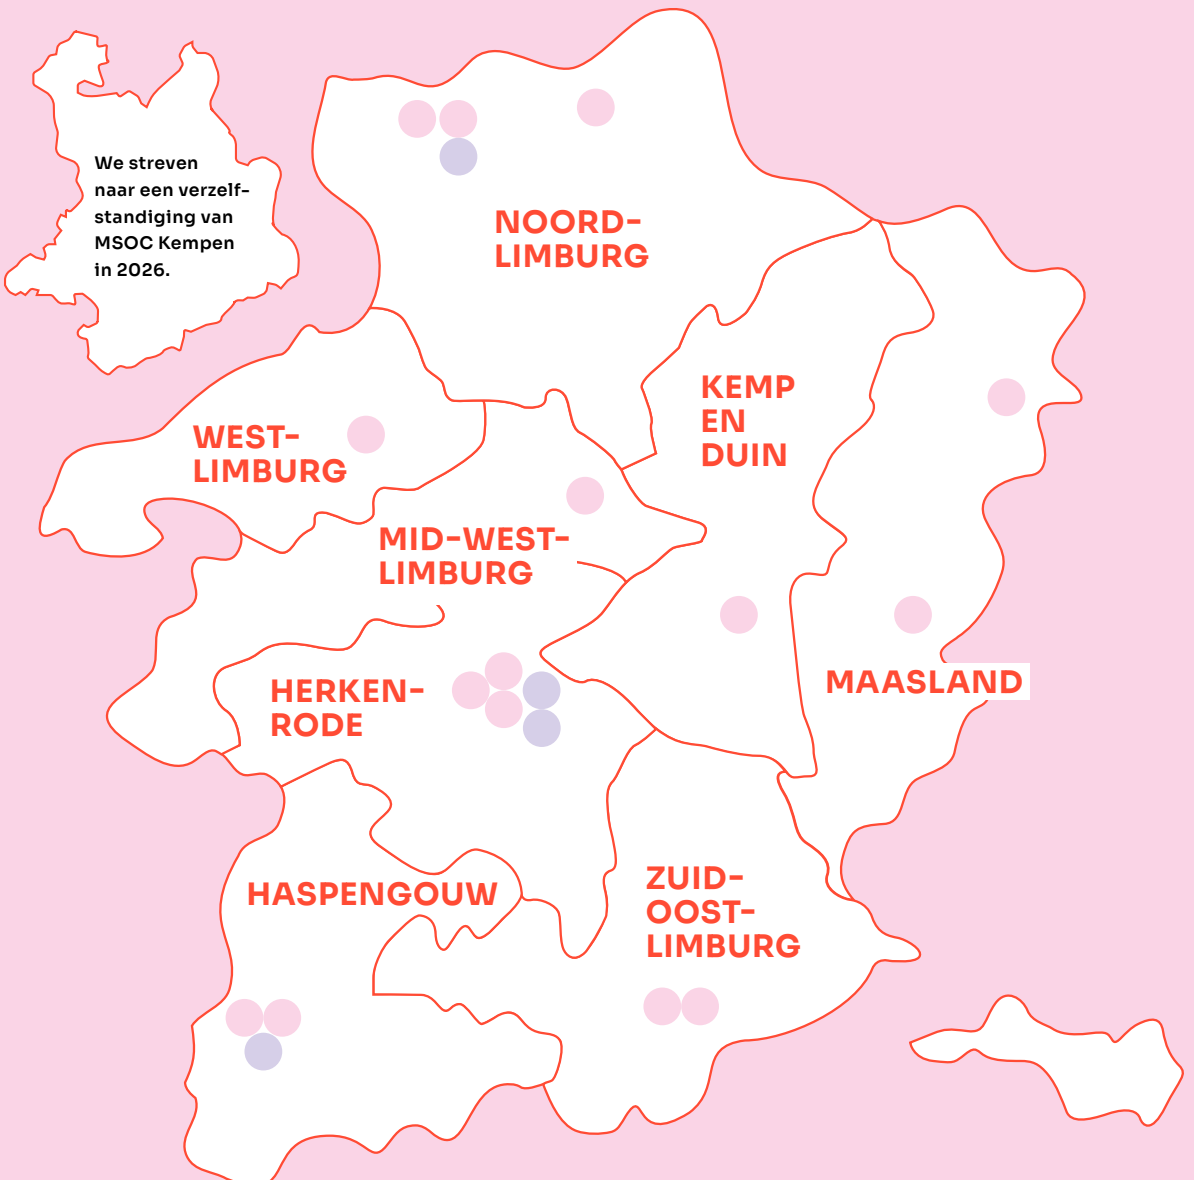 We streven
naar een verzelf-
standiging van
MSOC Kempen
in 2026.
NOORD-
LIMBURG
KEMP
EN
DUIN
WEST-
LIMBURG
MID-WEST-
LIMBURG
HERKEN-
RODE
MAASLAND
HASPENGOUW
ZUID-
OOST-
LIMBURG